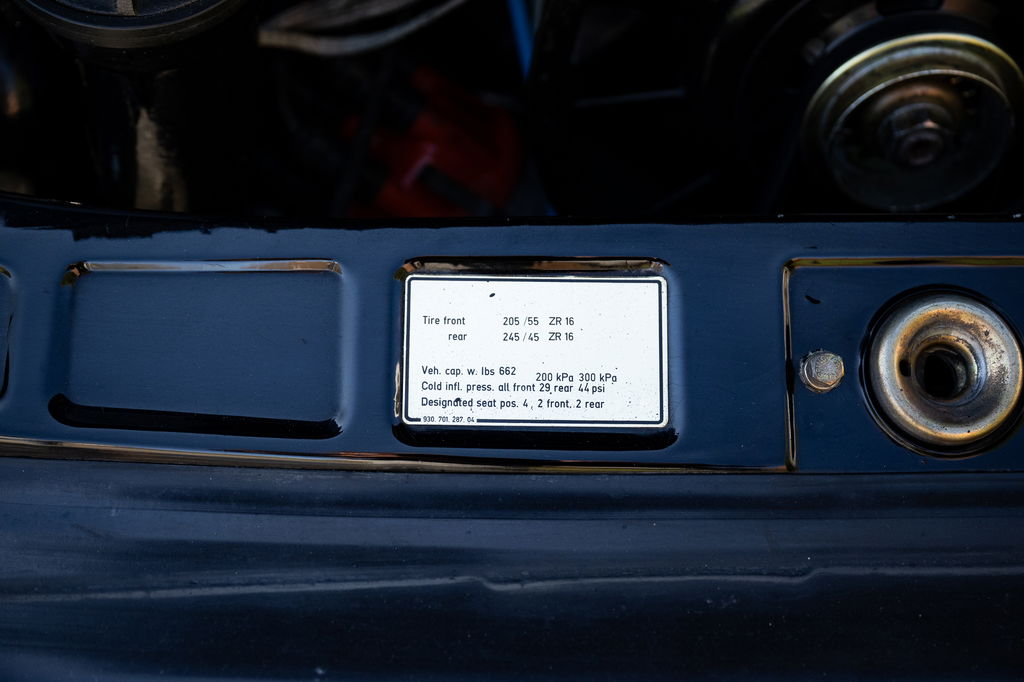 Tire front 205/55 ZR 16
rear 245/45 ZR 16
Veh. cap. w. lbs 662
200 kPa 300 kPa
Cold infl. press. all front 29 rear 44 psi
Designated seat pos. 4, 2 front, 2 rear
930. 701. 287. 04